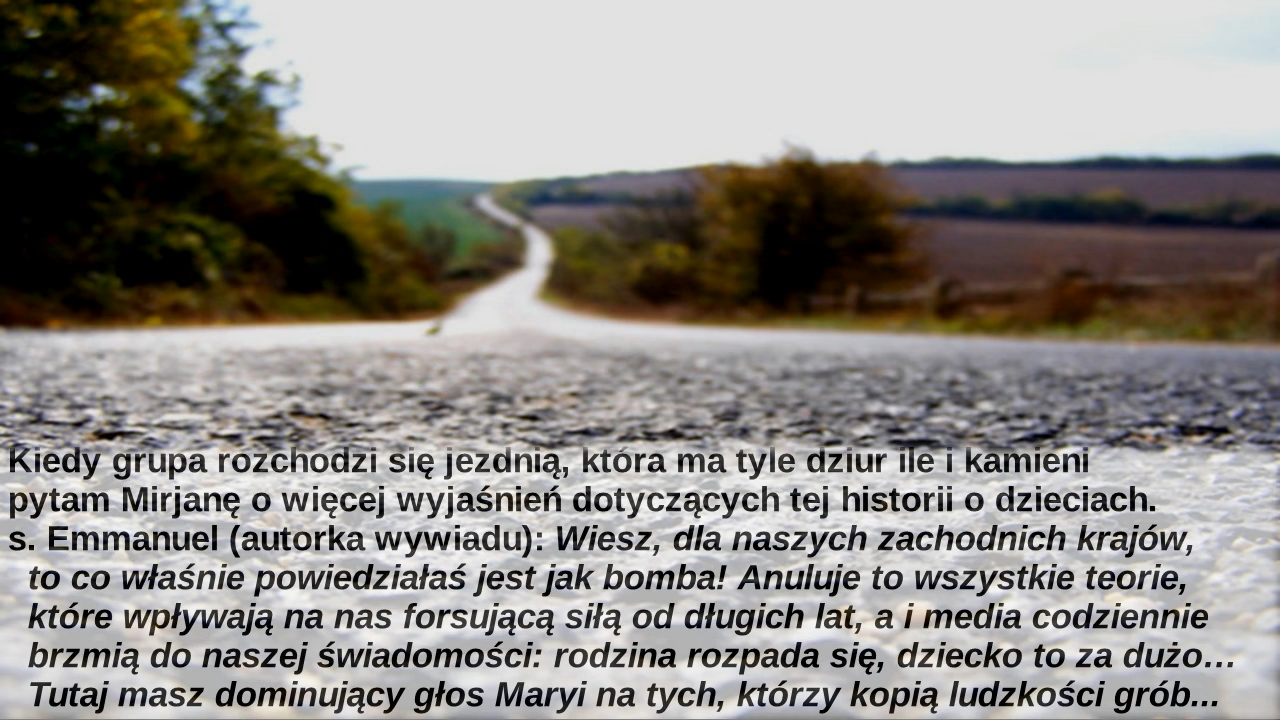 Kiedy grupa rozchodzi się jezdnią, która ma tyle dziur ile i kamieni
pytam Mirjanę o więcej wyjaśnień dotyczących tej historii o dzieciach.
s. Emmanuel (autorka wywiadu): Wiesz, dla naszych zachodnich krajów,
to co właśnie powiedziałaś jest jak bomba! Anuluje to wszystkie teorie,
które wpływają na nas forsującą siłą od długich lat, a i media codziennie
brzmią do naszej świadomości: rodzina rozpada się, dziecko to za dużo…
Tutaj masz dominujący głos Maryi na tych, którzy kopią ludzkości grób...